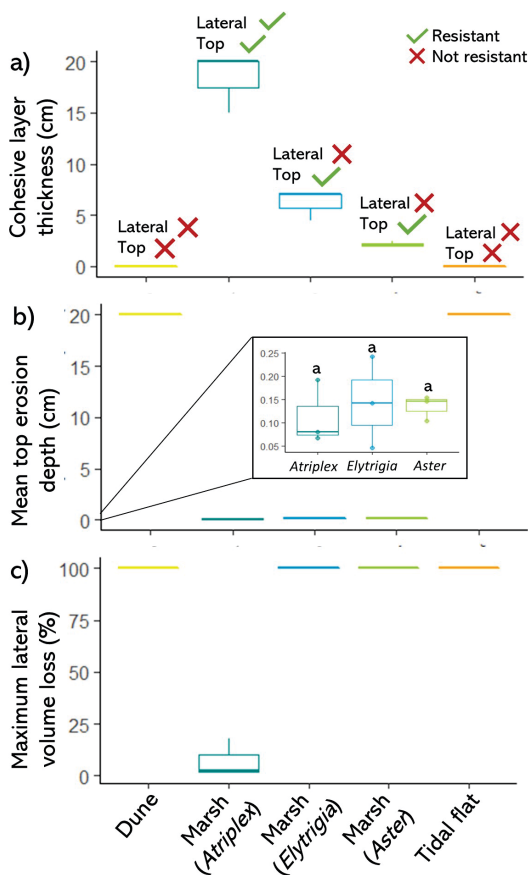 Resistant
Not resistant
a)
Lateral
Top
Lateral
Top
Lateral
Top
Lateral
Top
Lateral
Top
Cohesive layer
thickness (cm)
20
15
10
5
0
b)
Mean top erosion
depth (cm)
20
15
10
5
0
0.25
0.20
0.15
0.10
0.05
a
a
a
Atriplex
Elytrigia
Aster
c)
Maximum lateral
volume loss (%)
100
75
50
25
0
Dune
Marsh
(Atriplex)
Marsh
(Elytrigia)
Marsh
(Aster)
Tidal flat